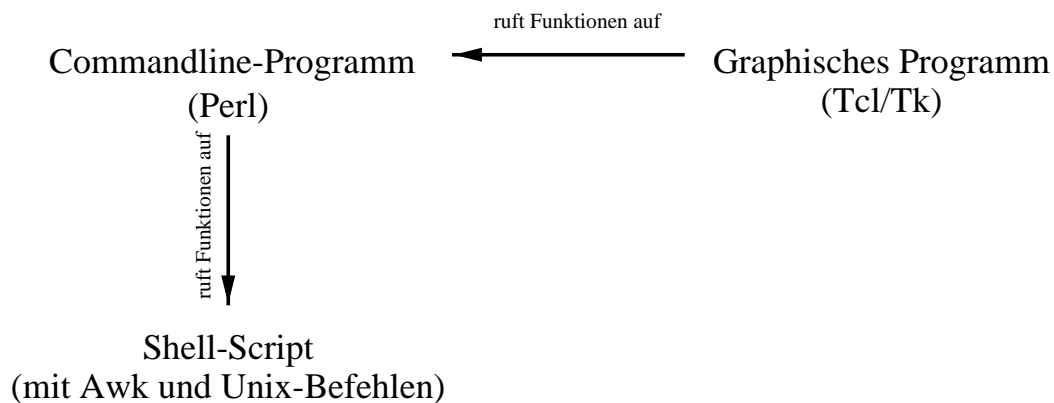 ruft Funktionen auf
Commandline-Programm
(Perl)
Graphisches Programm
(Tcl/Tk)
ruft Funktionen auf
Shell-Script
(mit Awk und Unix-Befehlen)